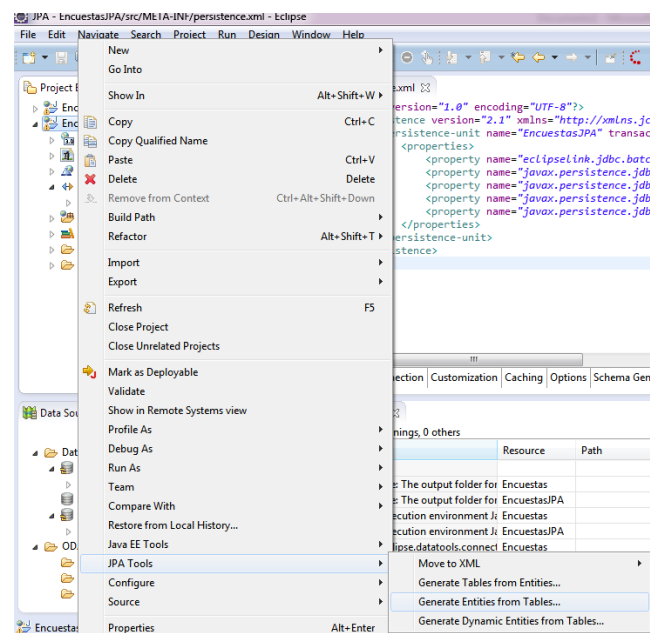 JPA - EncuestasJPA/src/META-INF/persistence.xml - Eclipse
File Edit Navigate Search Project Run Design Window Help
Project
New
Go Into
Show In Alt+Shift+W
Copy Ctrl+C
Copy Qualified Name
Paste Ctrl+V
Delete Delete
Remove from Context Ctrl+Alt+Shift+Down
Build Path
Refactor Alt+Shift+T
Import
Export
Refresh F5
Close Project
Close Unrelated Projects
Mark as Deployable
Validate
Show in Remote Systems view
Profile As
Debug As
Run As
Team
Compare With
Restore from Local History...
Java EE Tools
JPA Tools
Configure
Source
Properties Alt+Enter
Move to XML
Generate Tables from Entities...
Generate Entities from Tables...
Generate Dynamic Entities from Tables...
Enc
Enc
e.xml
version="1.0" encoding="UTF-8"?>
stence version="2.1" xmlns="http://xmlns.jc
ersistence-unit name="EncuestasJPA" transac
<properties>
<property name="eclipselink.jdbc.batc
<property name="javax.persistence.jdb
<property name="javax.persistence.jdb
<property name="javax.persistence.jdb
<property name="javax.persistence.jdb
</properties>
persistence-unit>
stence>
nection Customization Caching Options Schema Gen
Data Sou
Dat
OD
Encuestas
nings, 0 others
Resource Path
e: The output folder for Encuestas
e: The output folder for EncuestasJPA
ecution environment Ja Encuestas
ecution environment Ja EncuestasJPA
lipse.datatools.connect Encuestas